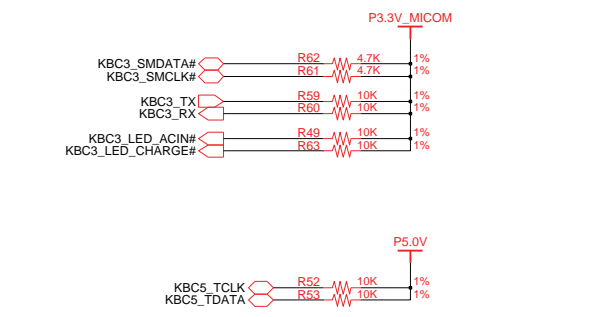 P3.3V_MICOM
KBC3_SMDATA# R62 4.7K 1%
KBC3_SMCLK# R61 4.7K 1%
KBC3_TX R59 10K 1%
KBC3_RX R60 10K 1%
KBC3_LED_ACIN# R49 10K 1%
KBC3_LED_CHARGE# R63 10K 1%
P5.0V
KBC5_TCLK R52 10K 1%
KBC5_TDATA R53 10K 1%